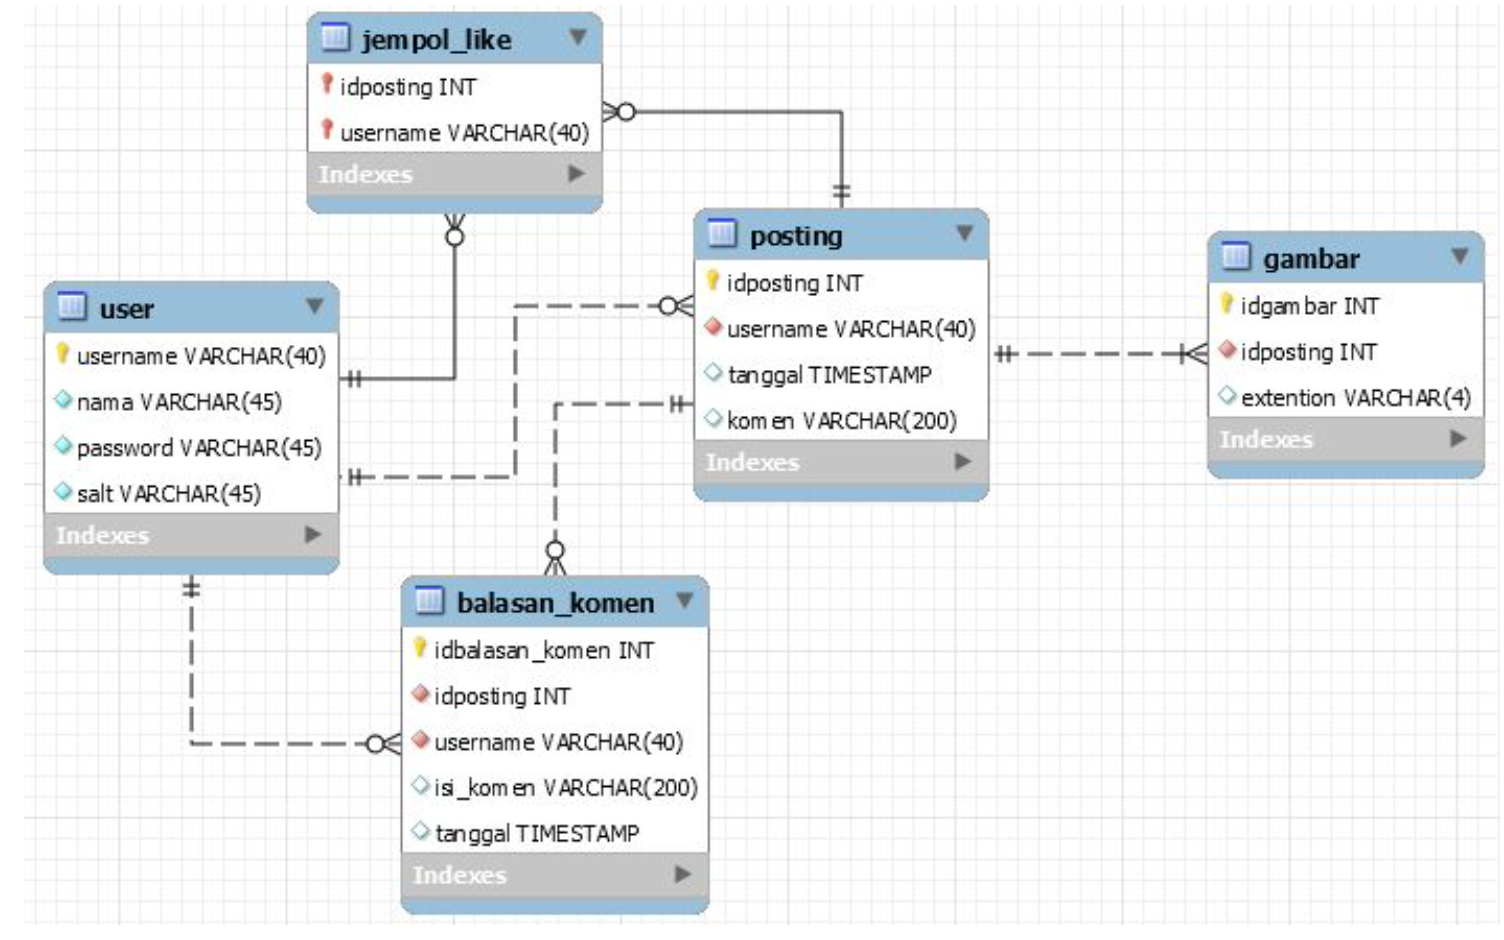 jempol_like
idposting INT
username VARCHAR(40)
Indexes
user
username VARCHAR(40)
nama VARCHAR(45)
password VARCHAR(45)
salt VARCHAR(45)
Indexes
posting
idposting INT
username VARCHAR(40)
tanggal TIMESTAMP
komen VARCHAR(200)
Indexes
gambar
idgambar INT
idposting INT
extention VARCHAR(4)
Indexes
balasan_komen
idbalasan_komen INT
idposting INT
username VARCHAR(40)
isi_komen VARCHAR(200)
tanggal TIMESTAMP
Indexes